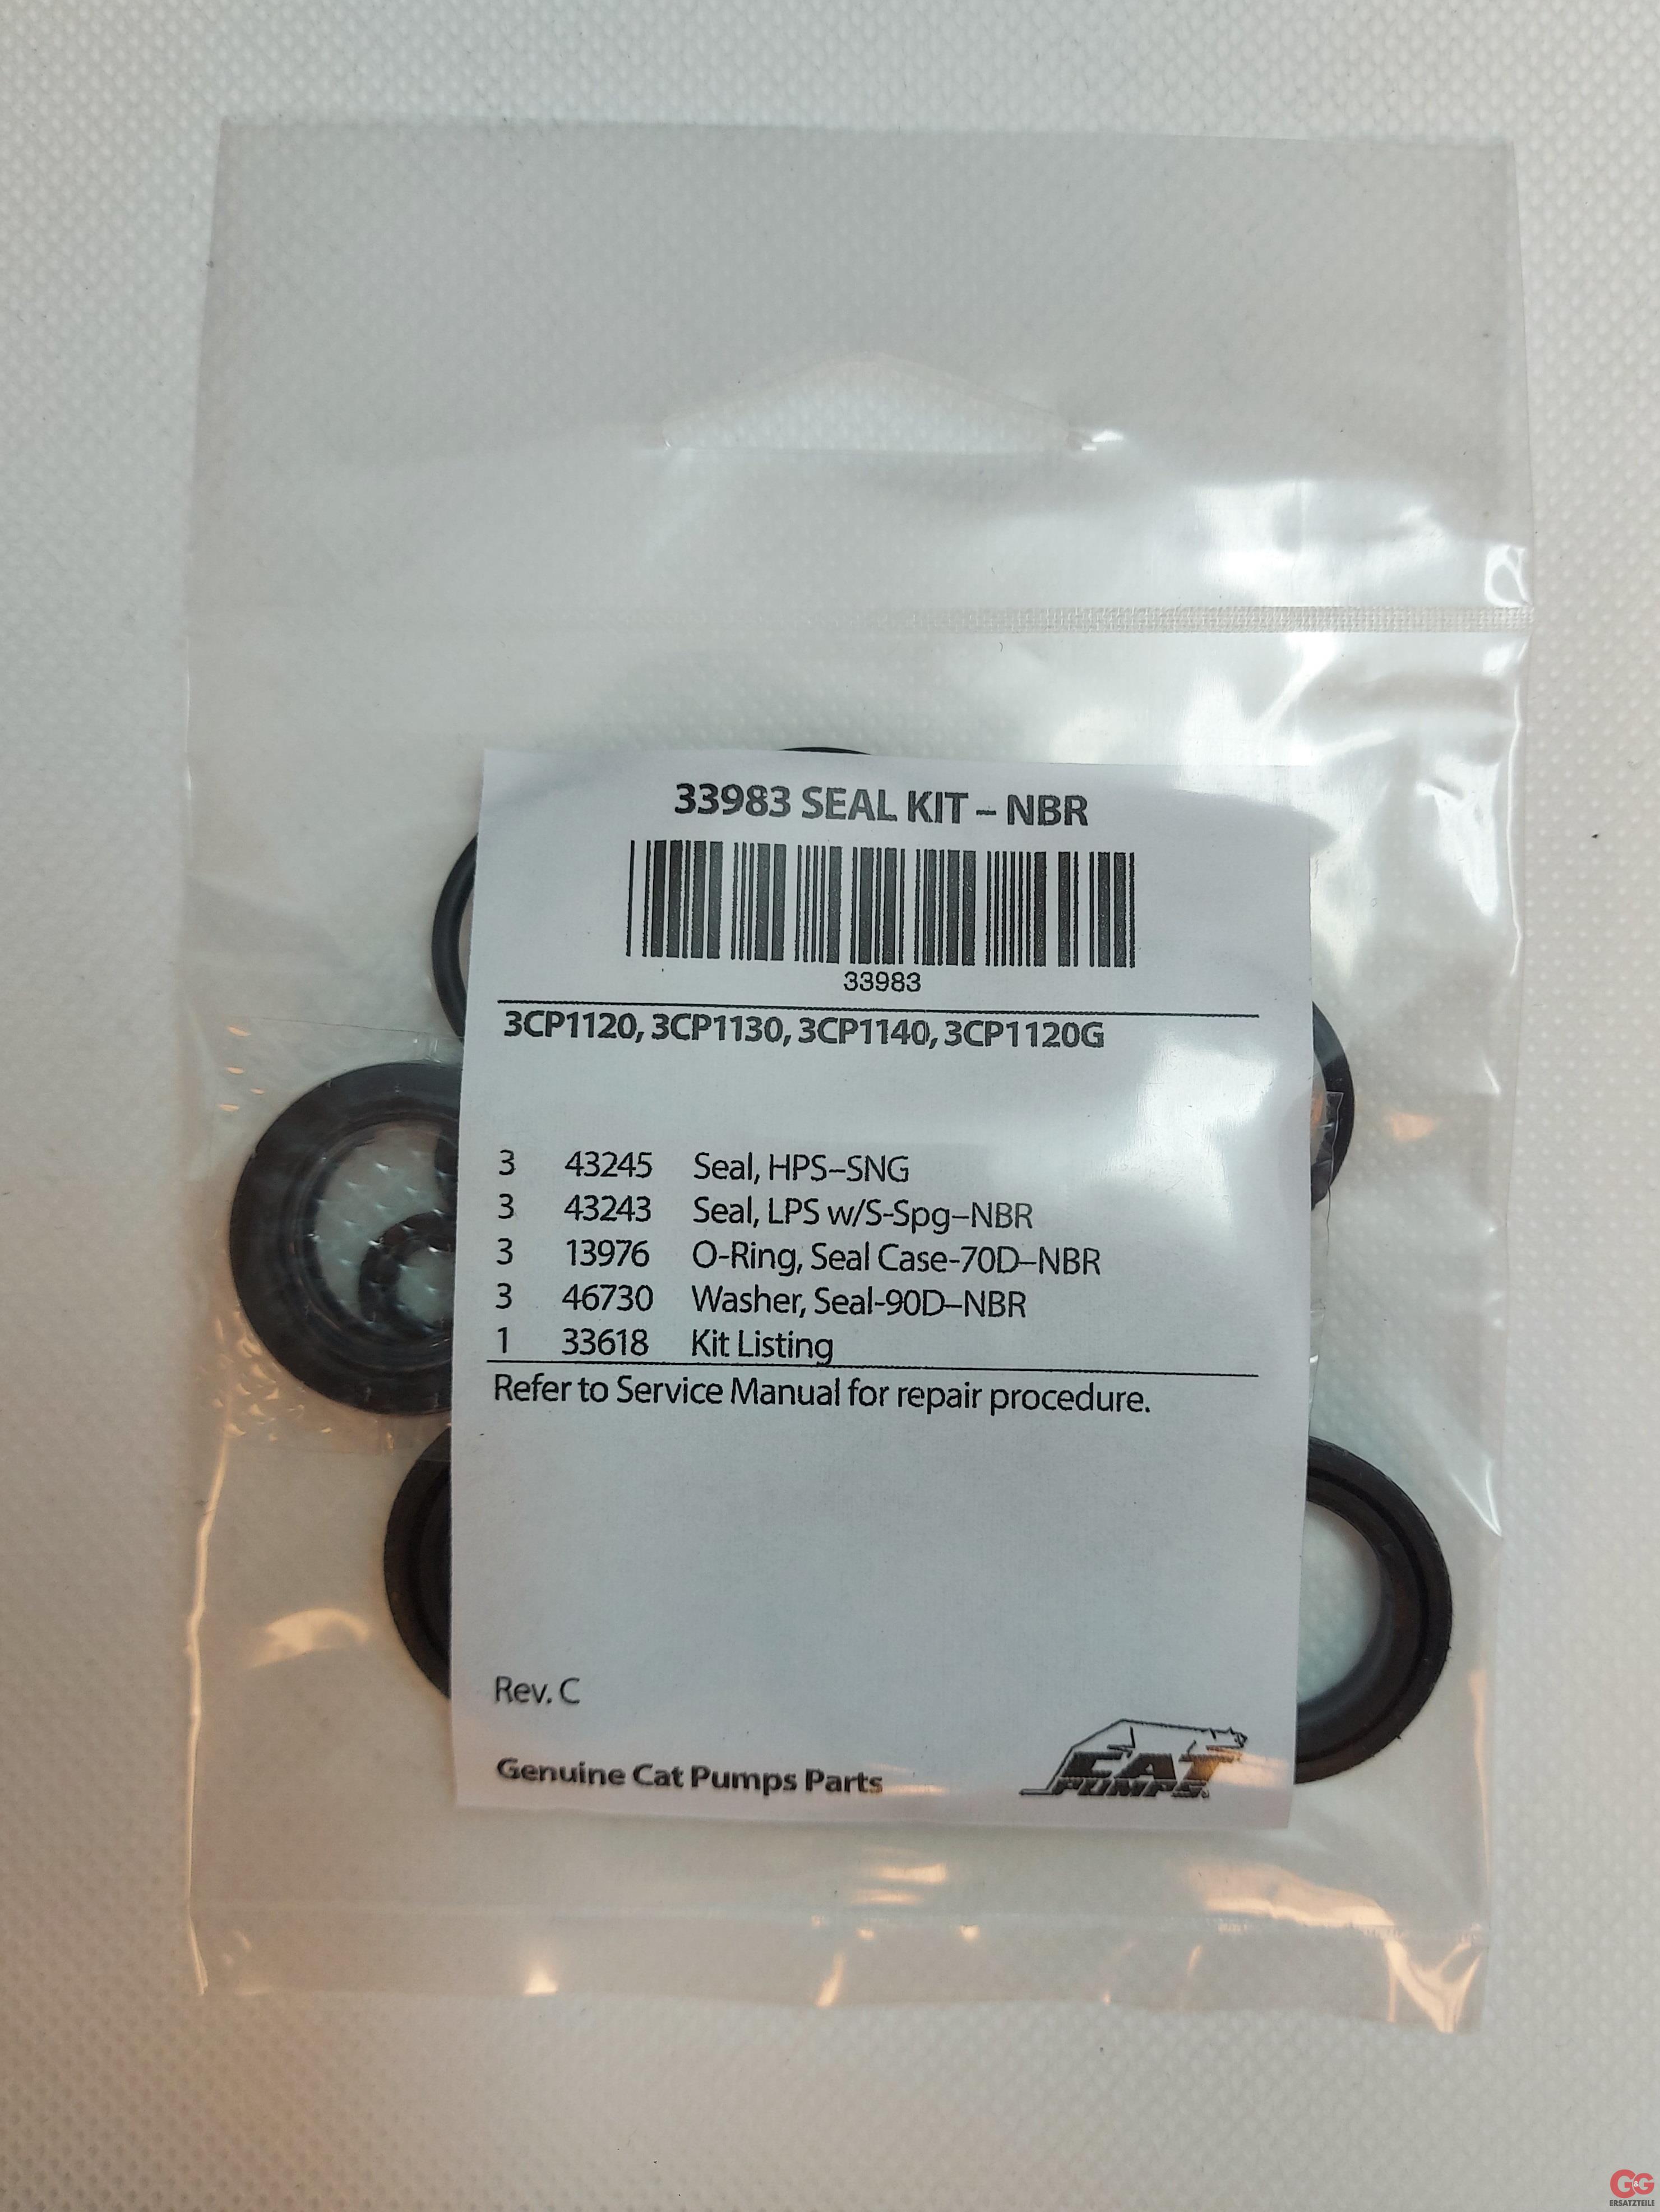 33983 SEAL KIT – NBR
33983
3CP1120, 3CP1130, 3CP1140, 3CP1120G
3 43245 Seal, HPS–SNG
3 43243 Seal, LPS w/S-Spg–NBR
3 13976 O-Ring, Seal Case-70D–NBR
3 46730 Washer, Seal-90D–NBR
1 33618 Kit Listing
Refer to Service Manual for repair procedure.
Rev. C
Genuine Cat Pumps Parts
CAT
PUMPS
G&G
ERSATZTEILE